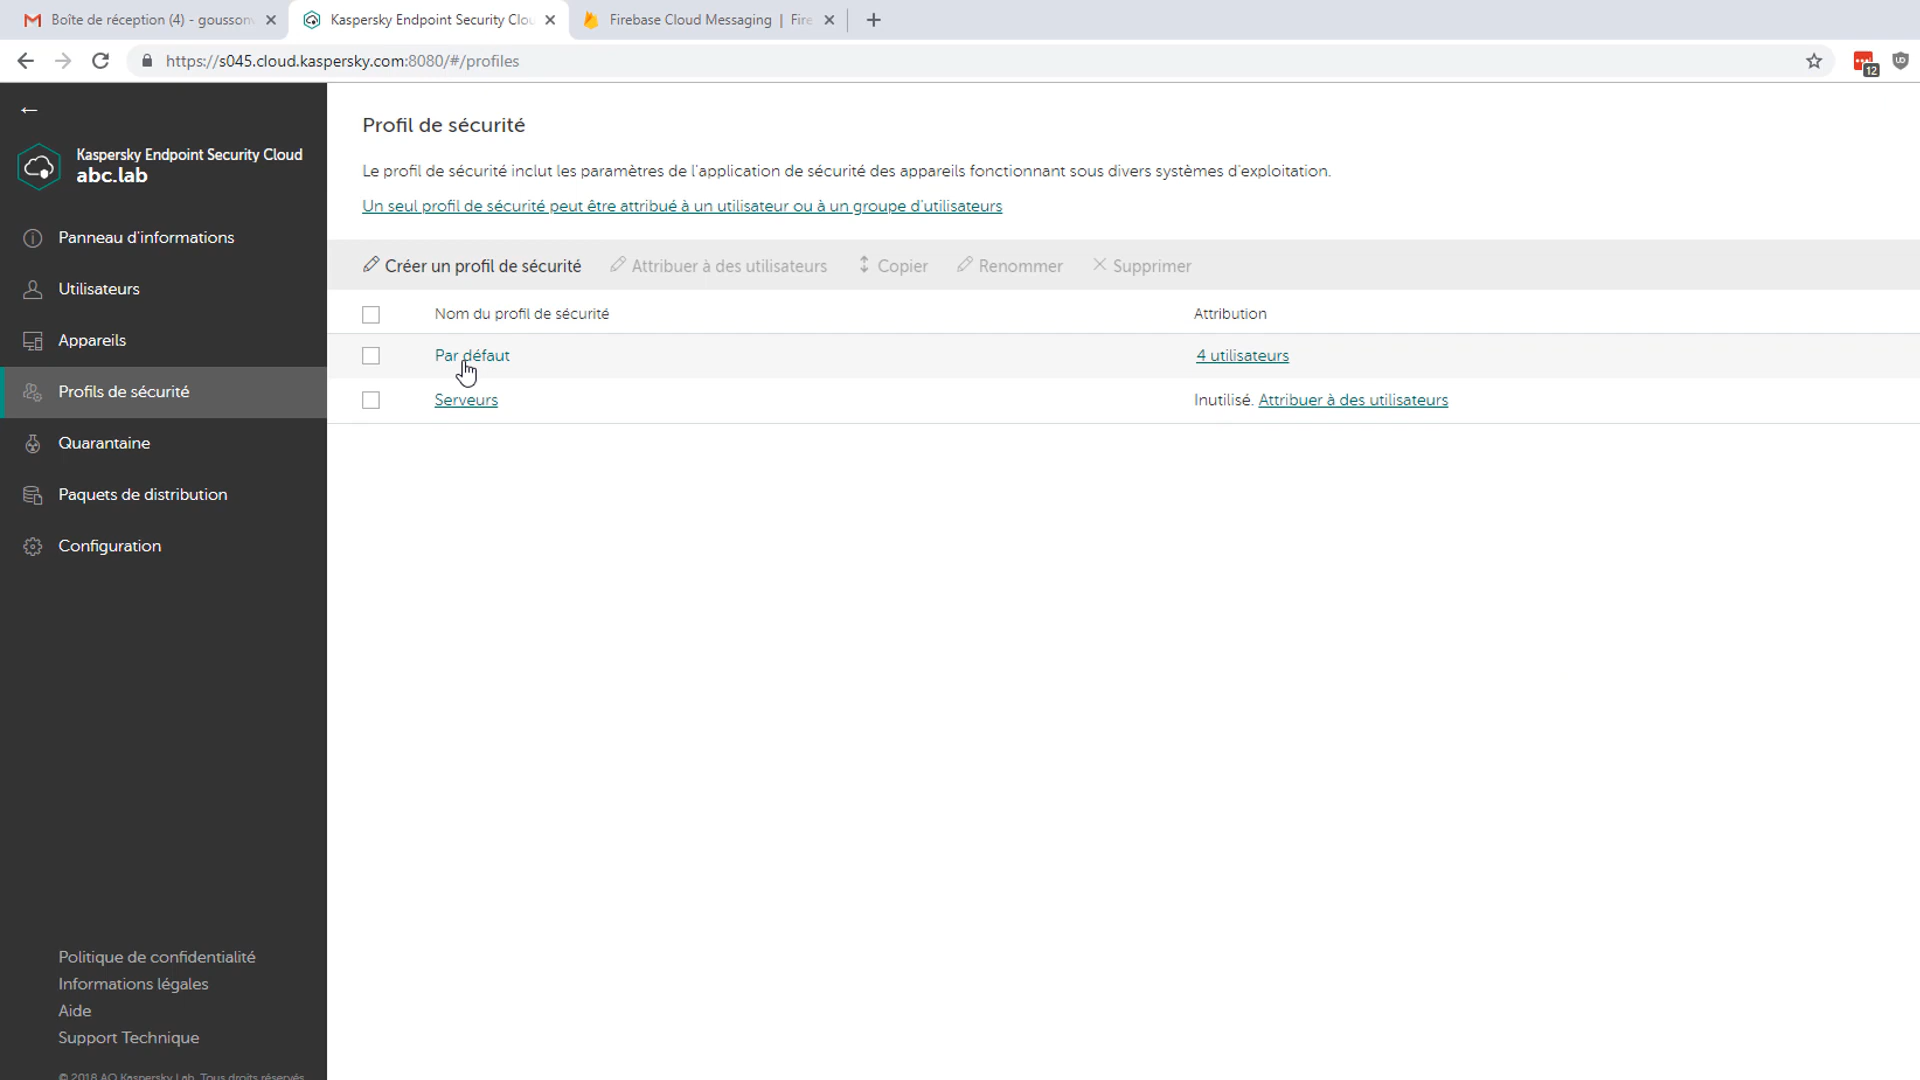 Boîte de réception (4) - gousson
Kaspersky Endpoint Security Clou
Firebase Cloud Messaging | Fire
https://s045.cloud.kaspersky.com:8080/#/profiles
12
Kaspersky Endpoint Security Cloud
abc.lab
Panneau d'informations
Utilisateurs
Appareils
Profils de sécurité
Quarantaine
Paquets de distribution
Configuration
Politique de confidentialité
Informations légales
Aide
Support Technique
© 2018 AO Kaspersky Lab. Tous droits réservés
Profil de sécurité
Le profil de sécurité inclut les paramètres de l'application de sécurité des appareils fonctionnant sous divers systèmes d'exploitation.
Un seul profil de sécurité peut être attribué à un utilisateur ou à un groupe d'utilisateurs
Créer un profil de sécurité Attribuer à des utilisateurs Copier Renommer Supprimer
Nom du profil de sécurité Attribution
Par défaut 4 utilisateurs
Serveurs Inutilisé. Attribuer à des utilisateurs